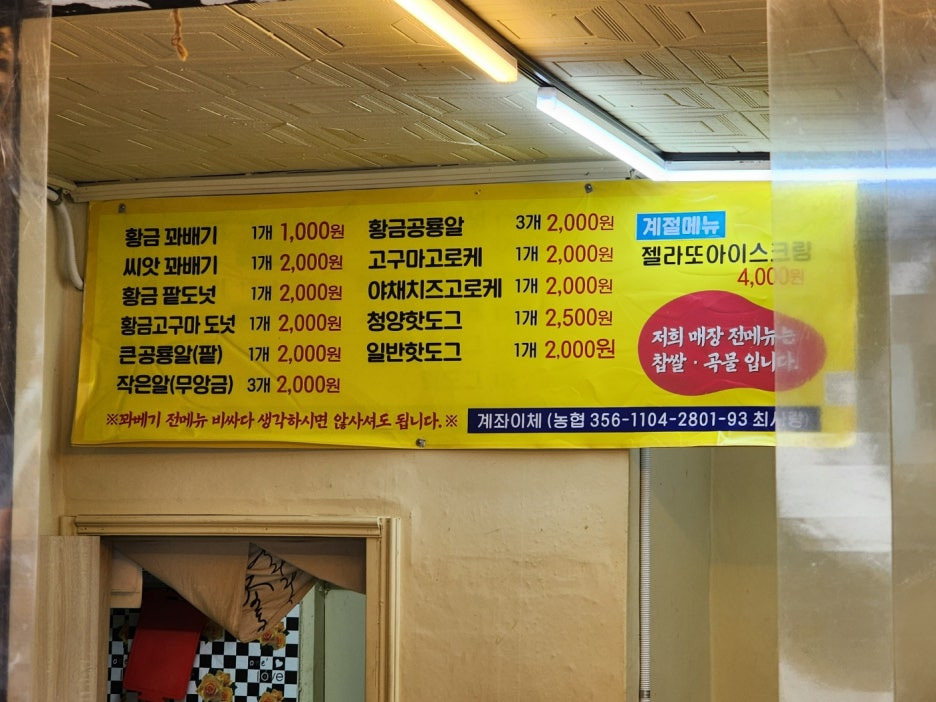 황금 꽈배기 1개 1,000원
씨앗 꽈배기 1개 2,000원
황금 팥도넛 1개 2,000원
황금고구마 도넛 1개 2,000원
큰공룡알(팥) 1개 2,000원
작은알(무앙금) 3개 2,000원
황금공룡알 3개 2,000원
고구마고로케 1개 2,000원
야채치즈고로케 1개 2,000원
청양핫도그 1개 2,500원
일반핫도그 1개 2,000원
계절메뉴
젤라또아이스크림
4,000원
저희 매장 전메뉴는
찹쌀 · 곡물 입니다.
※꽈베기 전메뉴 비싸다 생각하시면 않사셔도 됩니다.※
계좌이체 (농협 356-1104-2801-93 최사랑)
love